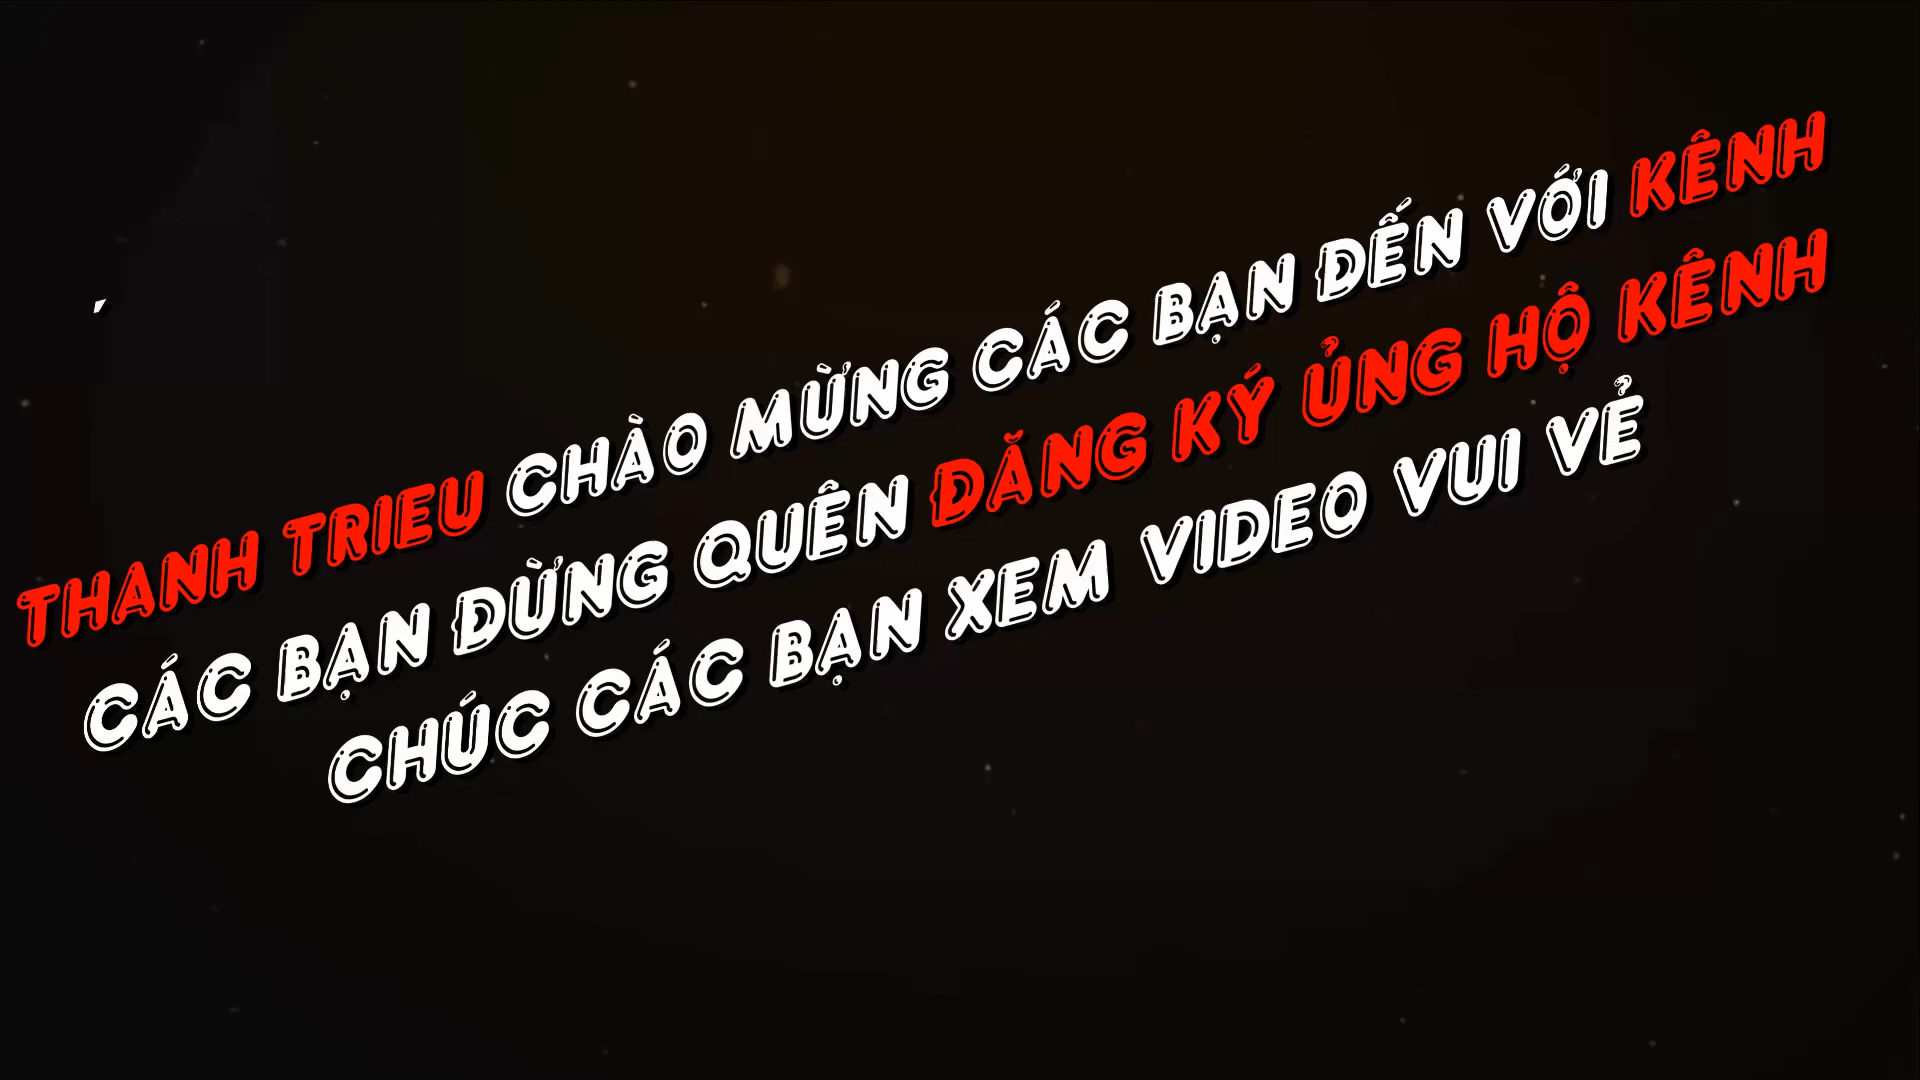 THANH TRIEU CHÀO MỪNG CÁC BẠN ĐẾN VỚI KÊNH
CÁC BẠN ĐỪNG QUÊN ĐĂNG KÝ ỦNG HỘ KÊNH
CHÚC CÁC BẠN XEM VIDEO VUI VẺ